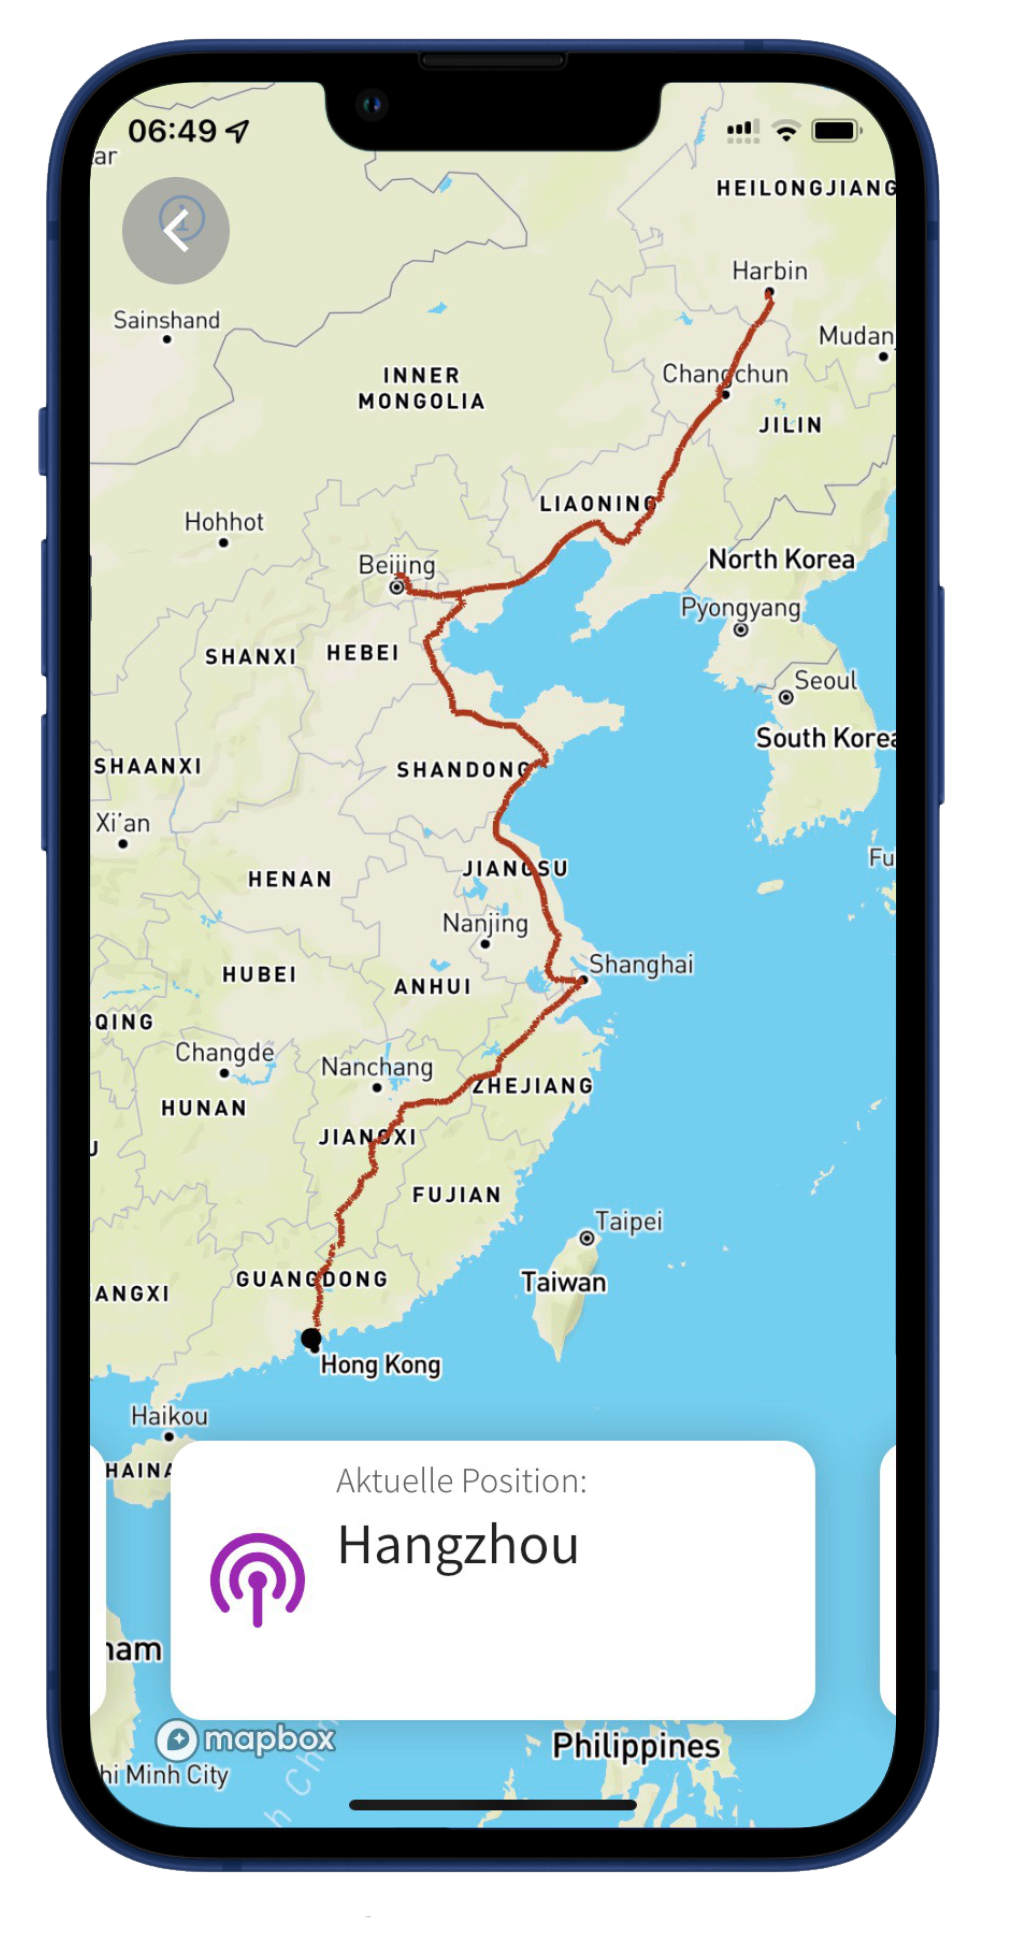 06:49
ar
HEILONGJIANG
Harbin
Sainshand
Mudan
INNER
MONGOLIA
Changchun
JILIN
LIAONING
Hohhot
Beijing
North Korea
Pyongyang
SHANXI
HEBEI
Seoul
South Korea
SHAANXI
SHANDONG
Xi'an
Fu
HENAN
JIANGSU
Nanjing
Shanghai
HUBEI
ANHUI
QING
Changde
Nanchang
ZHEJIANG
HUNAN
JIANGXI
U
FUJIAN
Taipei
GUANGDONG
Taiwan
ANGXI
Hong Kong
Haikou
HAINA
Aktuelle Position:
Hangzhou
nam
mapbox
Philippines
hi Minh City
h Ch